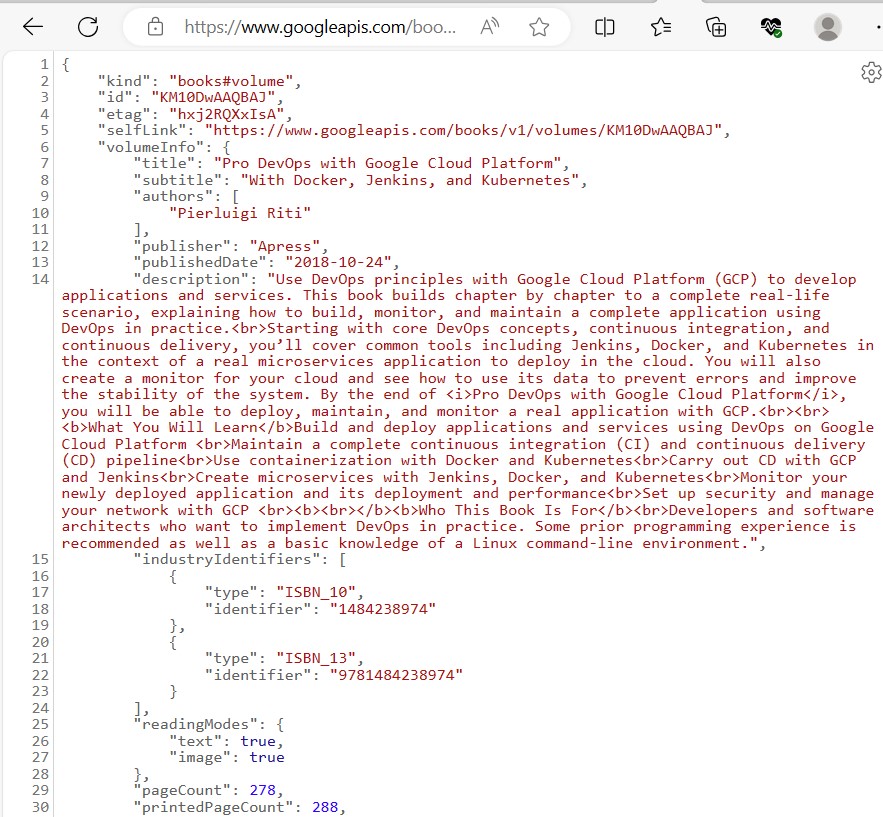 https://www.googleapis.com/boo...
1 {
2     "kind": "books#volume",
3     "id": "KM10DwAAQBAJ",
4     "etag": "hxj2RQXxIsA",
5     "selfLink": "https://www.googleapis.com/books/v1/volumes/KM10DwAAQBAJ",
6     "volumeInfo": {
7         "title": "Pro DevOps with Google Cloud Platform",
8         "subtitle": "With Docker, Jenkins, and Kubernetes",
9         "authors": [
10             "Pierluigi Riti"
11         ],
12         "publisher": "Apress",
13         "publishedDate": "2018-10-24",
14         "description": "Use DevOps principles with Google Cloud Platform (GCP) to develop
applications and services. This book builds chapter by chapter to a complete real-life
scenario, explaining how to build, monitor, and maintain a complete application using
DevOps in practice.<br>Starting with core DevOps concepts, continuous integration, and
continuous delivery, you’ll cover common tools including Jenkins, Docker, and Kubernetes in
the context of a real microservices application to deploy in the cloud. You will also
create a monitor for your cloud and see how to use its data to prevent errors and improve
the stability of the system. By the end of <i>Pro DevOps with Google Cloud Platform</i>,
you will be able to deploy, maintain, and monitor a real application with GCP.<br><br>
<b>What You Will Learn</b>Build and deploy applications and services using DevOps on Google
Cloud Platform <br>Maintain a complete continuous integration (CI) and continuous delivery
(CD) pipeline<br>Use containerization with Docker and Kubernetes<br>Carry out CD with GCP
and Jenkins<br>Create microservices with Jenkins, Docker, and Kubernetes<br>Monitor your
newly deployed application and its deployment and performance<br>Set up security and manage
your network with GCP <br><b><br></b><b>Who This Book Is For</b><br>Developers and software
architects who want to implement DevOps in practice. Some prior programming experience is
recommended as well as a basic knowledge of a Linux command-line environment.",
15         "industryIdentifiers": [
16             {
17                 "type": "ISBN_10",
18                 "identifier": "1484238974"
19             },
20             {
21                 "type": "ISBN_13",
22                 "identifier": "9781484238974"
23             }
24         ],
25         "readingModes": {
26             "text": true,
27             "image": true
28         },
29         "pageCount": 278,
30         "printedPageCount": 288,